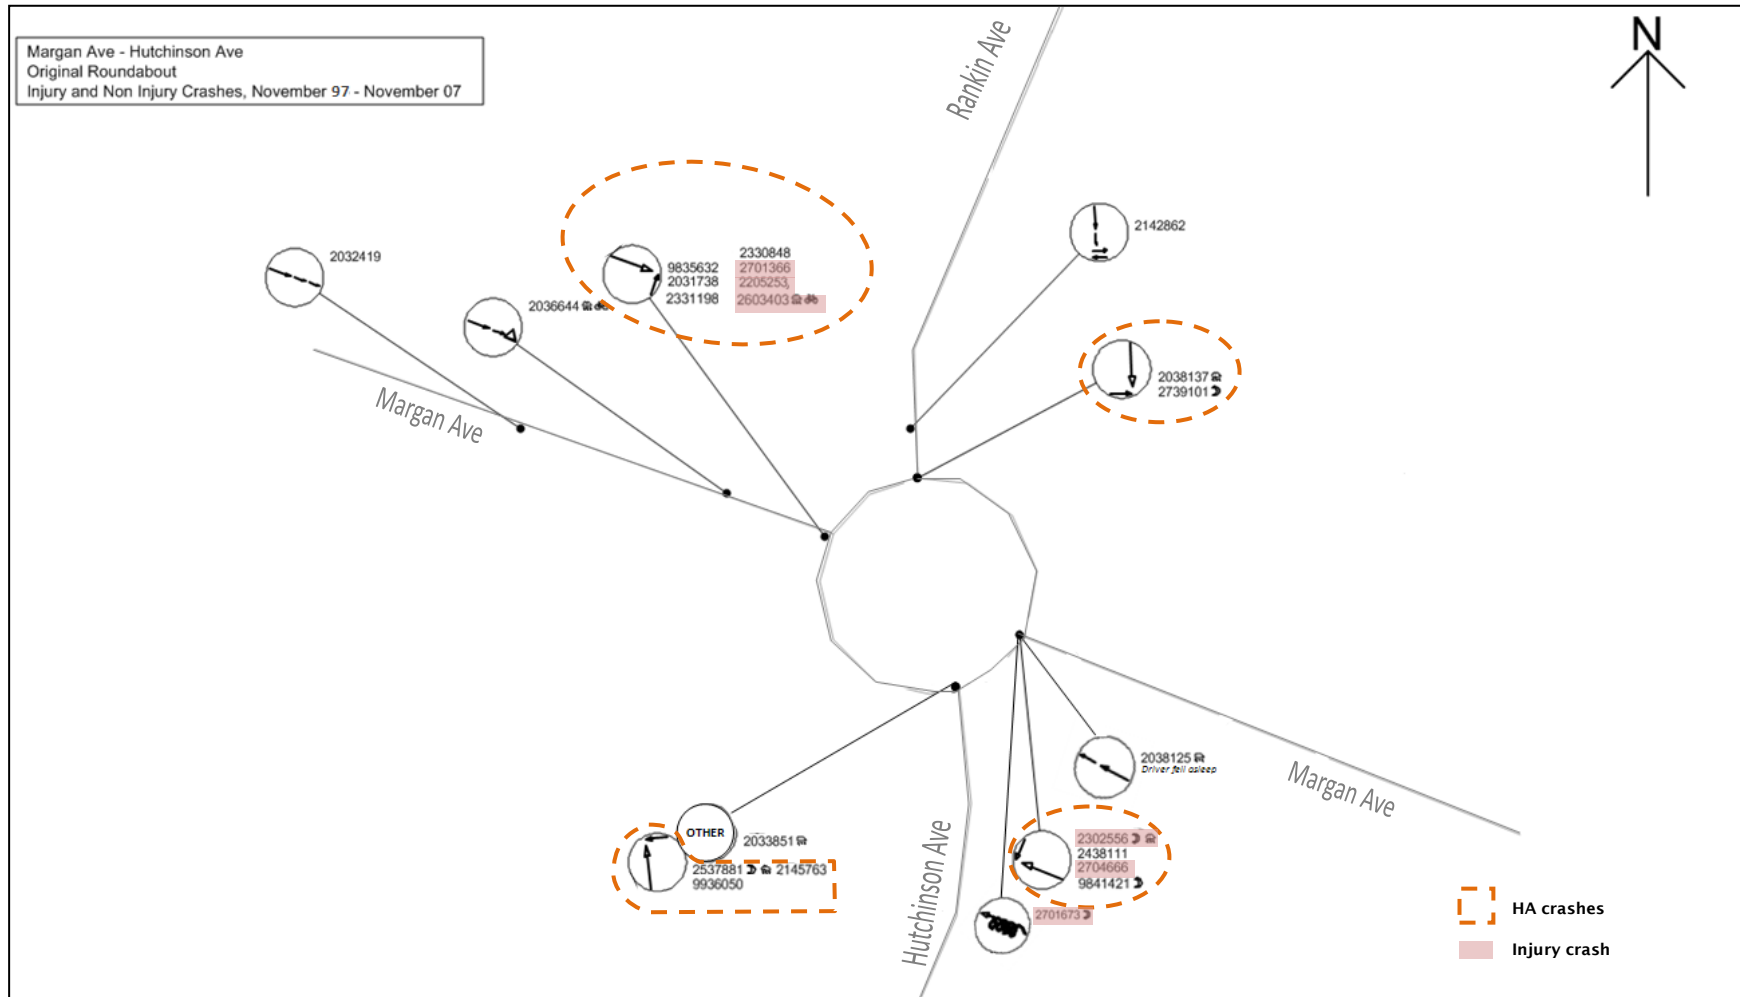 Margan Ave - Hutchinson Ave
Original Roundabout
Injury and Non Injury Crashes, November 97 - November 07
N
Rankin Ave
2142862
2032419
2036644
9835632
2031738
2331198
2330848
2701366
2205253
2603403
2038137
2739101
Margan Ave
2038125
Driver fell asleep
Margan Ave
OTHER
2033851
2537881 2145763
9936050
Hutchinson Ave
2302556
2438111
2704666
9841421
2701673
HA crashes
Injury crash